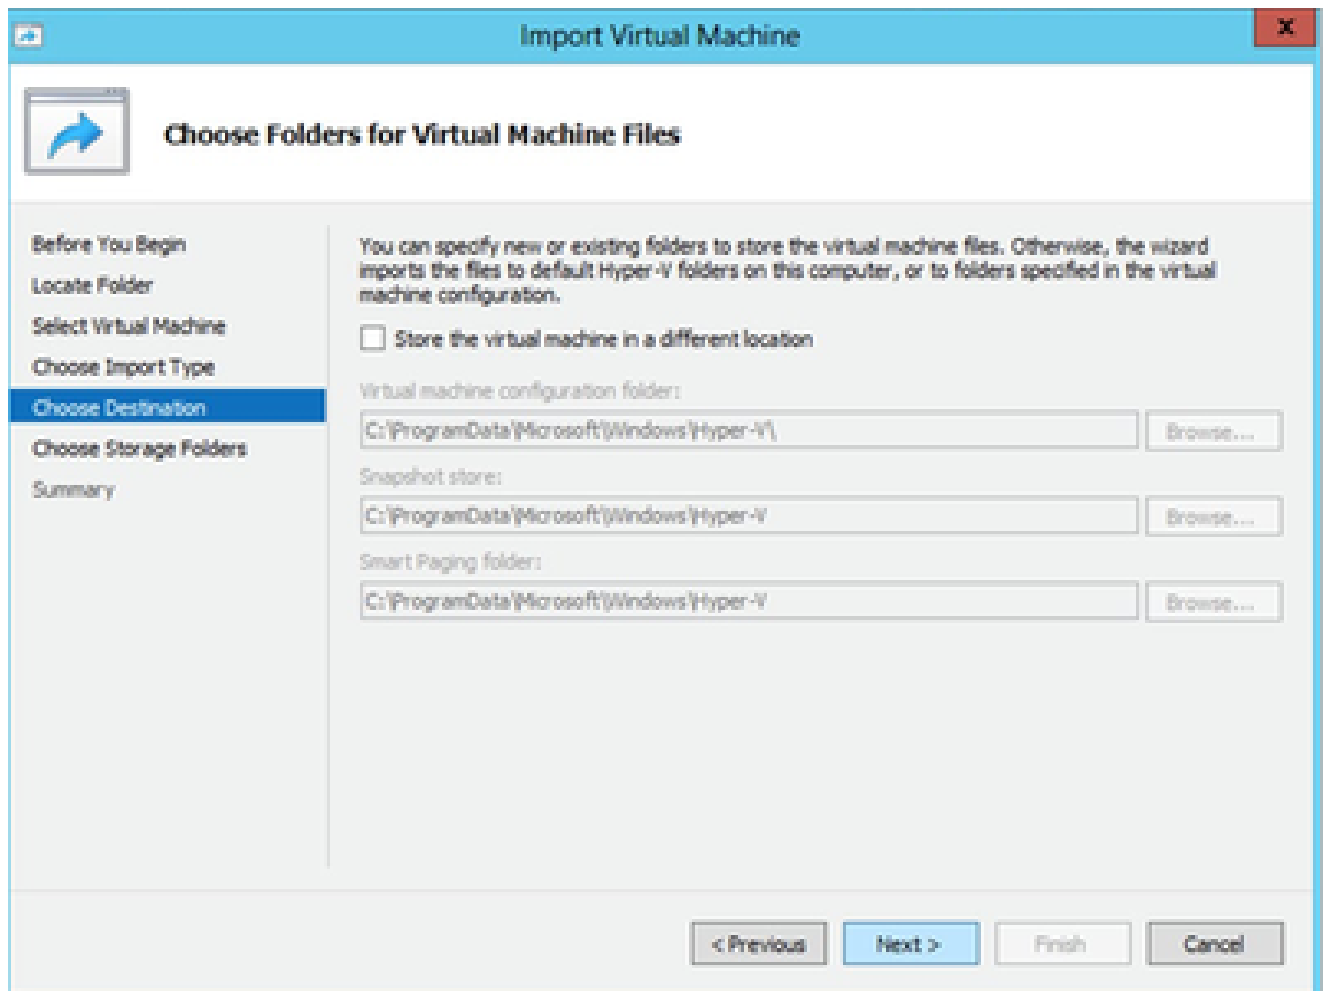 Import Virtual Machine
x
Choose Folders for Virtual Machine Files
Before You Begin
Locate Folder
Select Virtual Machine
Choose Import Type
Choose Destination
Choose Storage Folders
Summary
You can specify new or existing folders to store the virtual machine files. Otherwise, the wizard
imports the files to default Hyper-V folders on this computer, or to folders specified in the virtual
machine configuration.
Store the virtual machine in a different location
Virtual machine configuration folder:
C:\ProgramData\Microsoft\Windows\Hyper-V\
Browse...
Snapshot store:
C:\ProgramData\Microsoft\Windows\Hyper-V
Browse...
Smart Paging folder:
C:\ProgramData\Microsoft\Windows\Hyper-V
Browse...
< Previous
Next >
Finish
Cancel